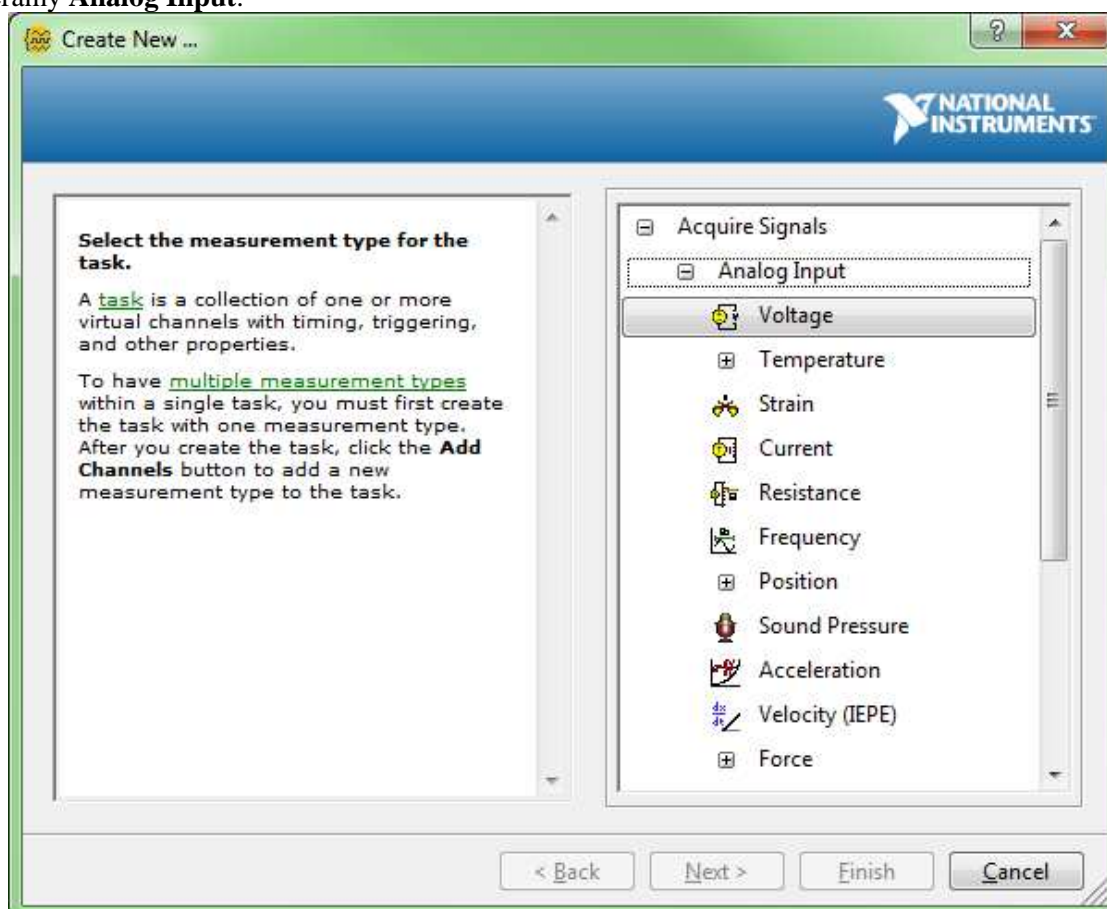 Analog Input.
Create New ...
NATIONAL
INSTRUMENTS
Select the measurement type for the
task.
A task is a collection of one or more
virtual channels with timing, triggering,
and other properties.
To have multiple measurement types
within a single task, you must first create
the task with one measurement type.
After you create the task, click the Add
Channels button to add a new
measurement type to the task.
Acquire Signals
Analog Input
Voltage
Temperature
Strain
Current
Resistance
Frequency
Position
Sound Pressure
Acceleration
Velocity (IEPE)
Force
< Back
Next >
Finish
Cancel